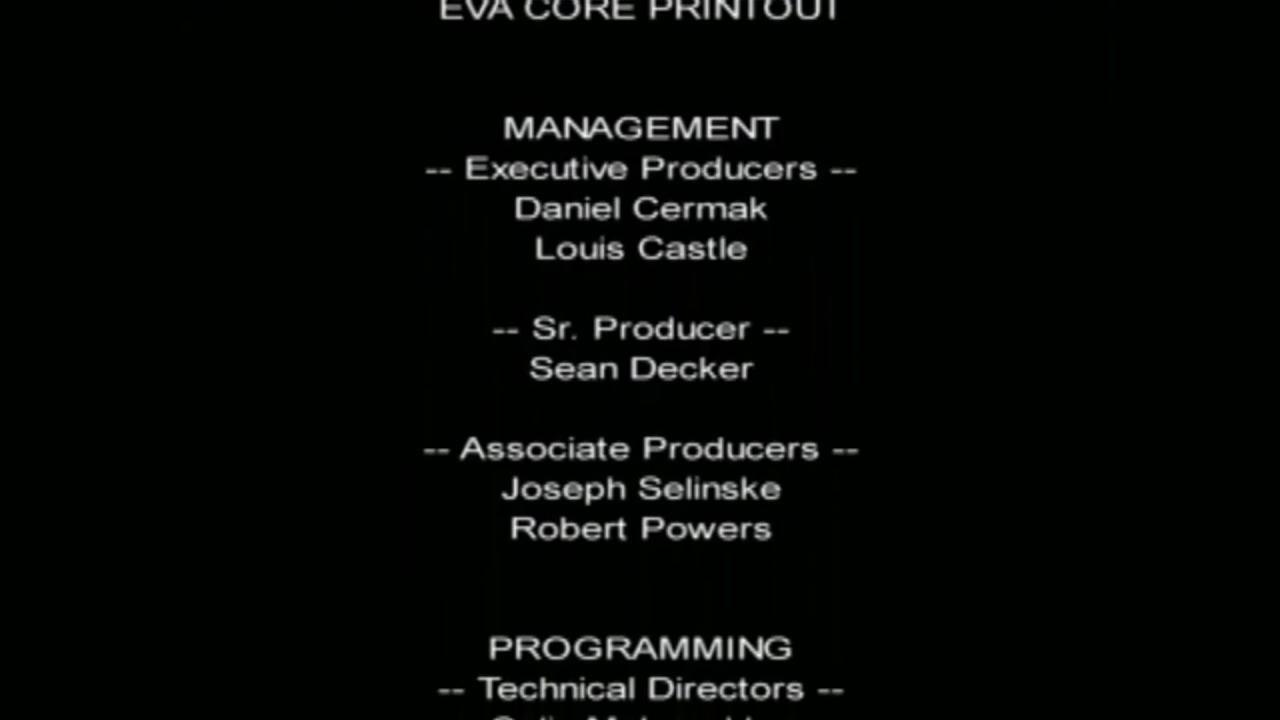 EVA CORE PRINTOUT
MANAGEMENT
-- Executive Producers --
Daniel Cermak
Louis Castle
-- Sr. Producer --
Sean Decker
-- Associate Producers --
Joseph Selinske
Robert Powers
PROGRAMMING
-- Technical Directors --